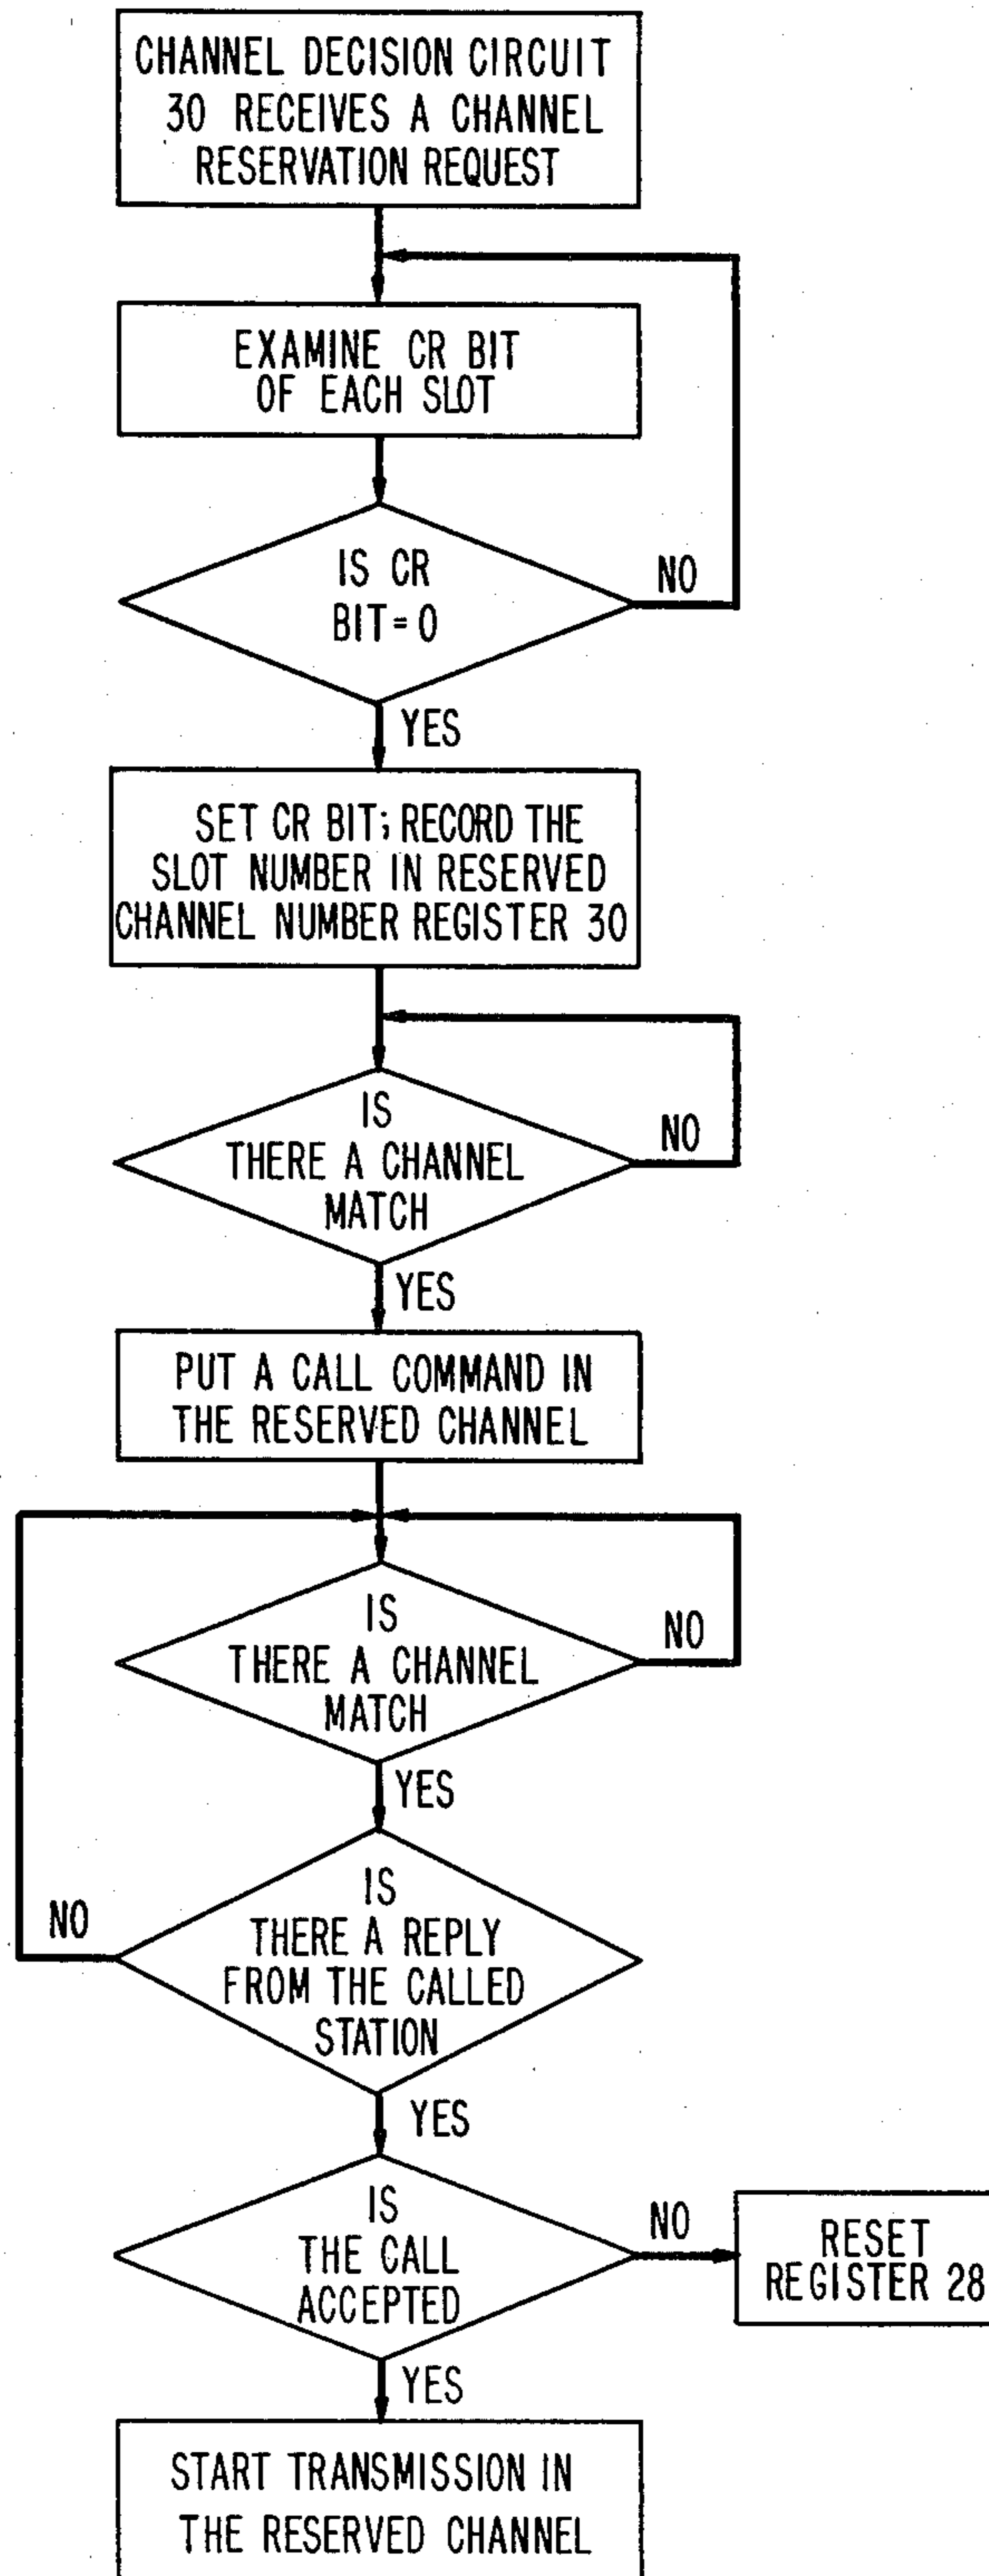 CHANNEL DECISION CIRCUIT
30 RECEIVES A CHANNEL
RESERVATION REQUEST
EXAMINE CR BIT
OF EACH SLOT
IS CR
BIT = 0
NO
YES
SET CR BIT; RECORD THE
SLOT NUMBER IN RESERVED
CHANNEL NUMBER REGISTER 30
IS
THERE A CHANNEL
MATCH
NO
YES
PUT A CALL COMMAND IN
THE RESERVED CHANNEL
IS
THERE A CHANNEL
MATCH
NO
YES
IS
THERE A REPLY
FROM THE CALLED
STATION
NO
YES
IS
THE CALL
ACCEPTED
NO
RESET
REGISTER 28
YES
START TRANSMISSION IN
THE RESERVED CHANNEL